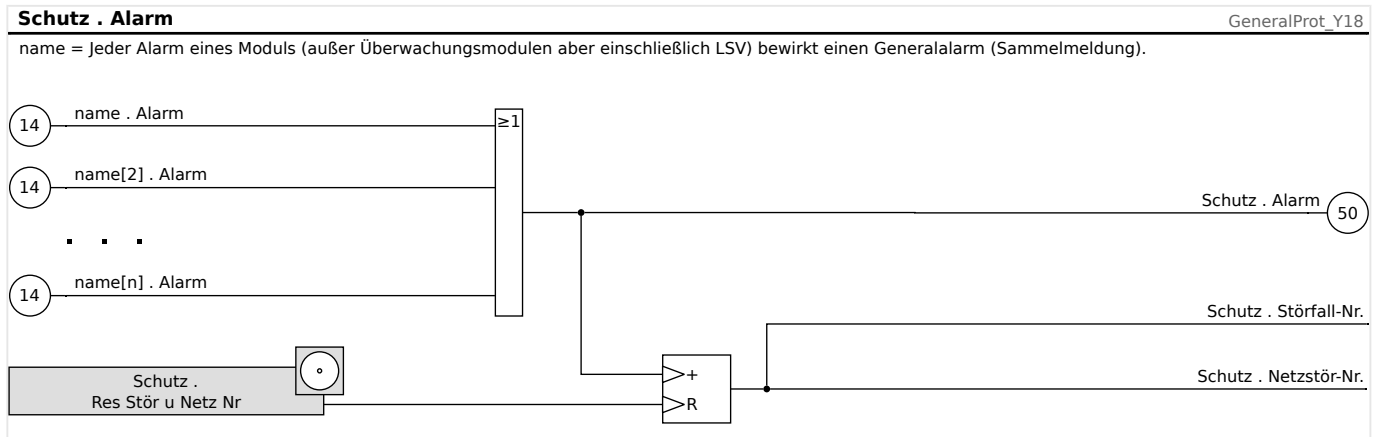 Schutz . Alarm
GeneralProt_Y18
name = Jeder Alarm eines Moduls (außer Überwachungsmodulen aber einschließlich LSV) bewirkt einen Generalalarm (Sammelmeldung).
14
name . Alarm
≥1
14
name[2] . Alarm
Schutz . Alarm
50
. . .
14
name[n] . Alarm
Schutz . Störfall-Nr.
Schutz .
Res Stör u Netz Nr
+
R
Schutz . Netzstör-Nr.